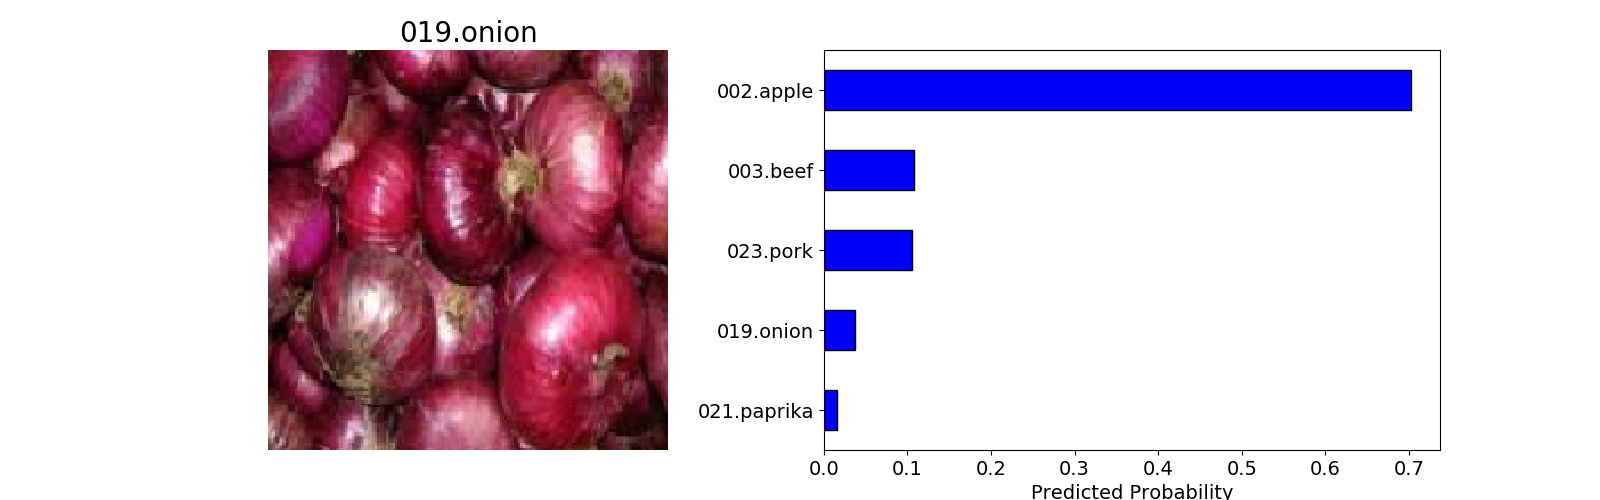 019.onion
002.apple
003.beef
023.pork
019.onion
021.paprika
0.0 0.1 0.2 0.3 0.4 0.5 0.6 0.7
Predicted Probability